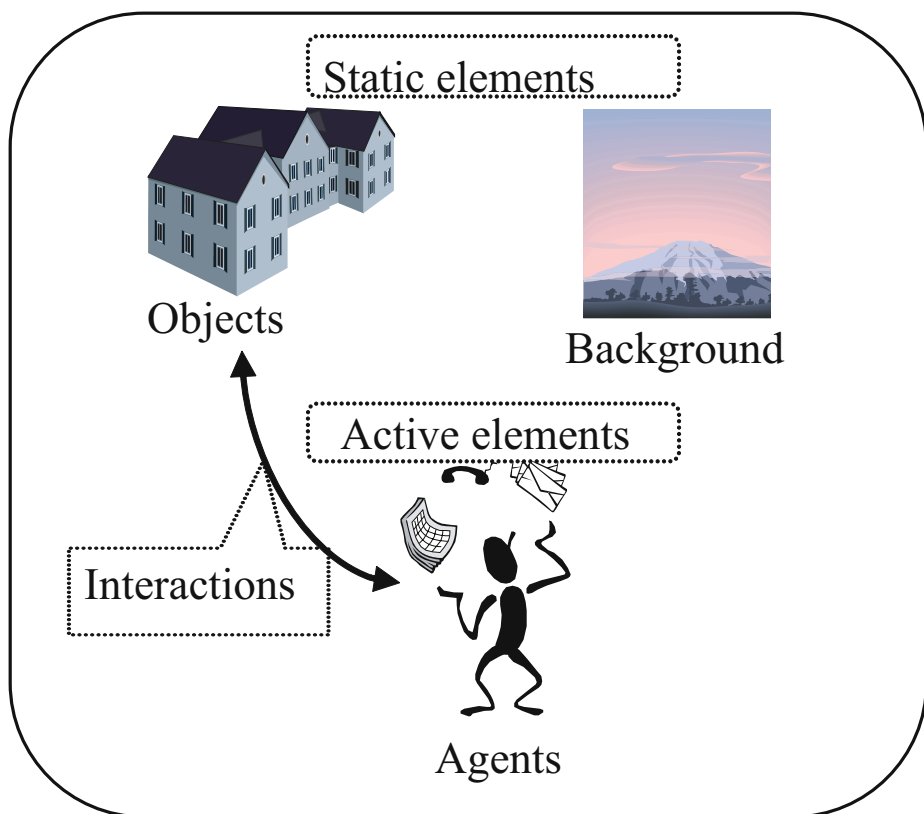 Static elements
Objects
Background
Active elements
Interactions
Agents